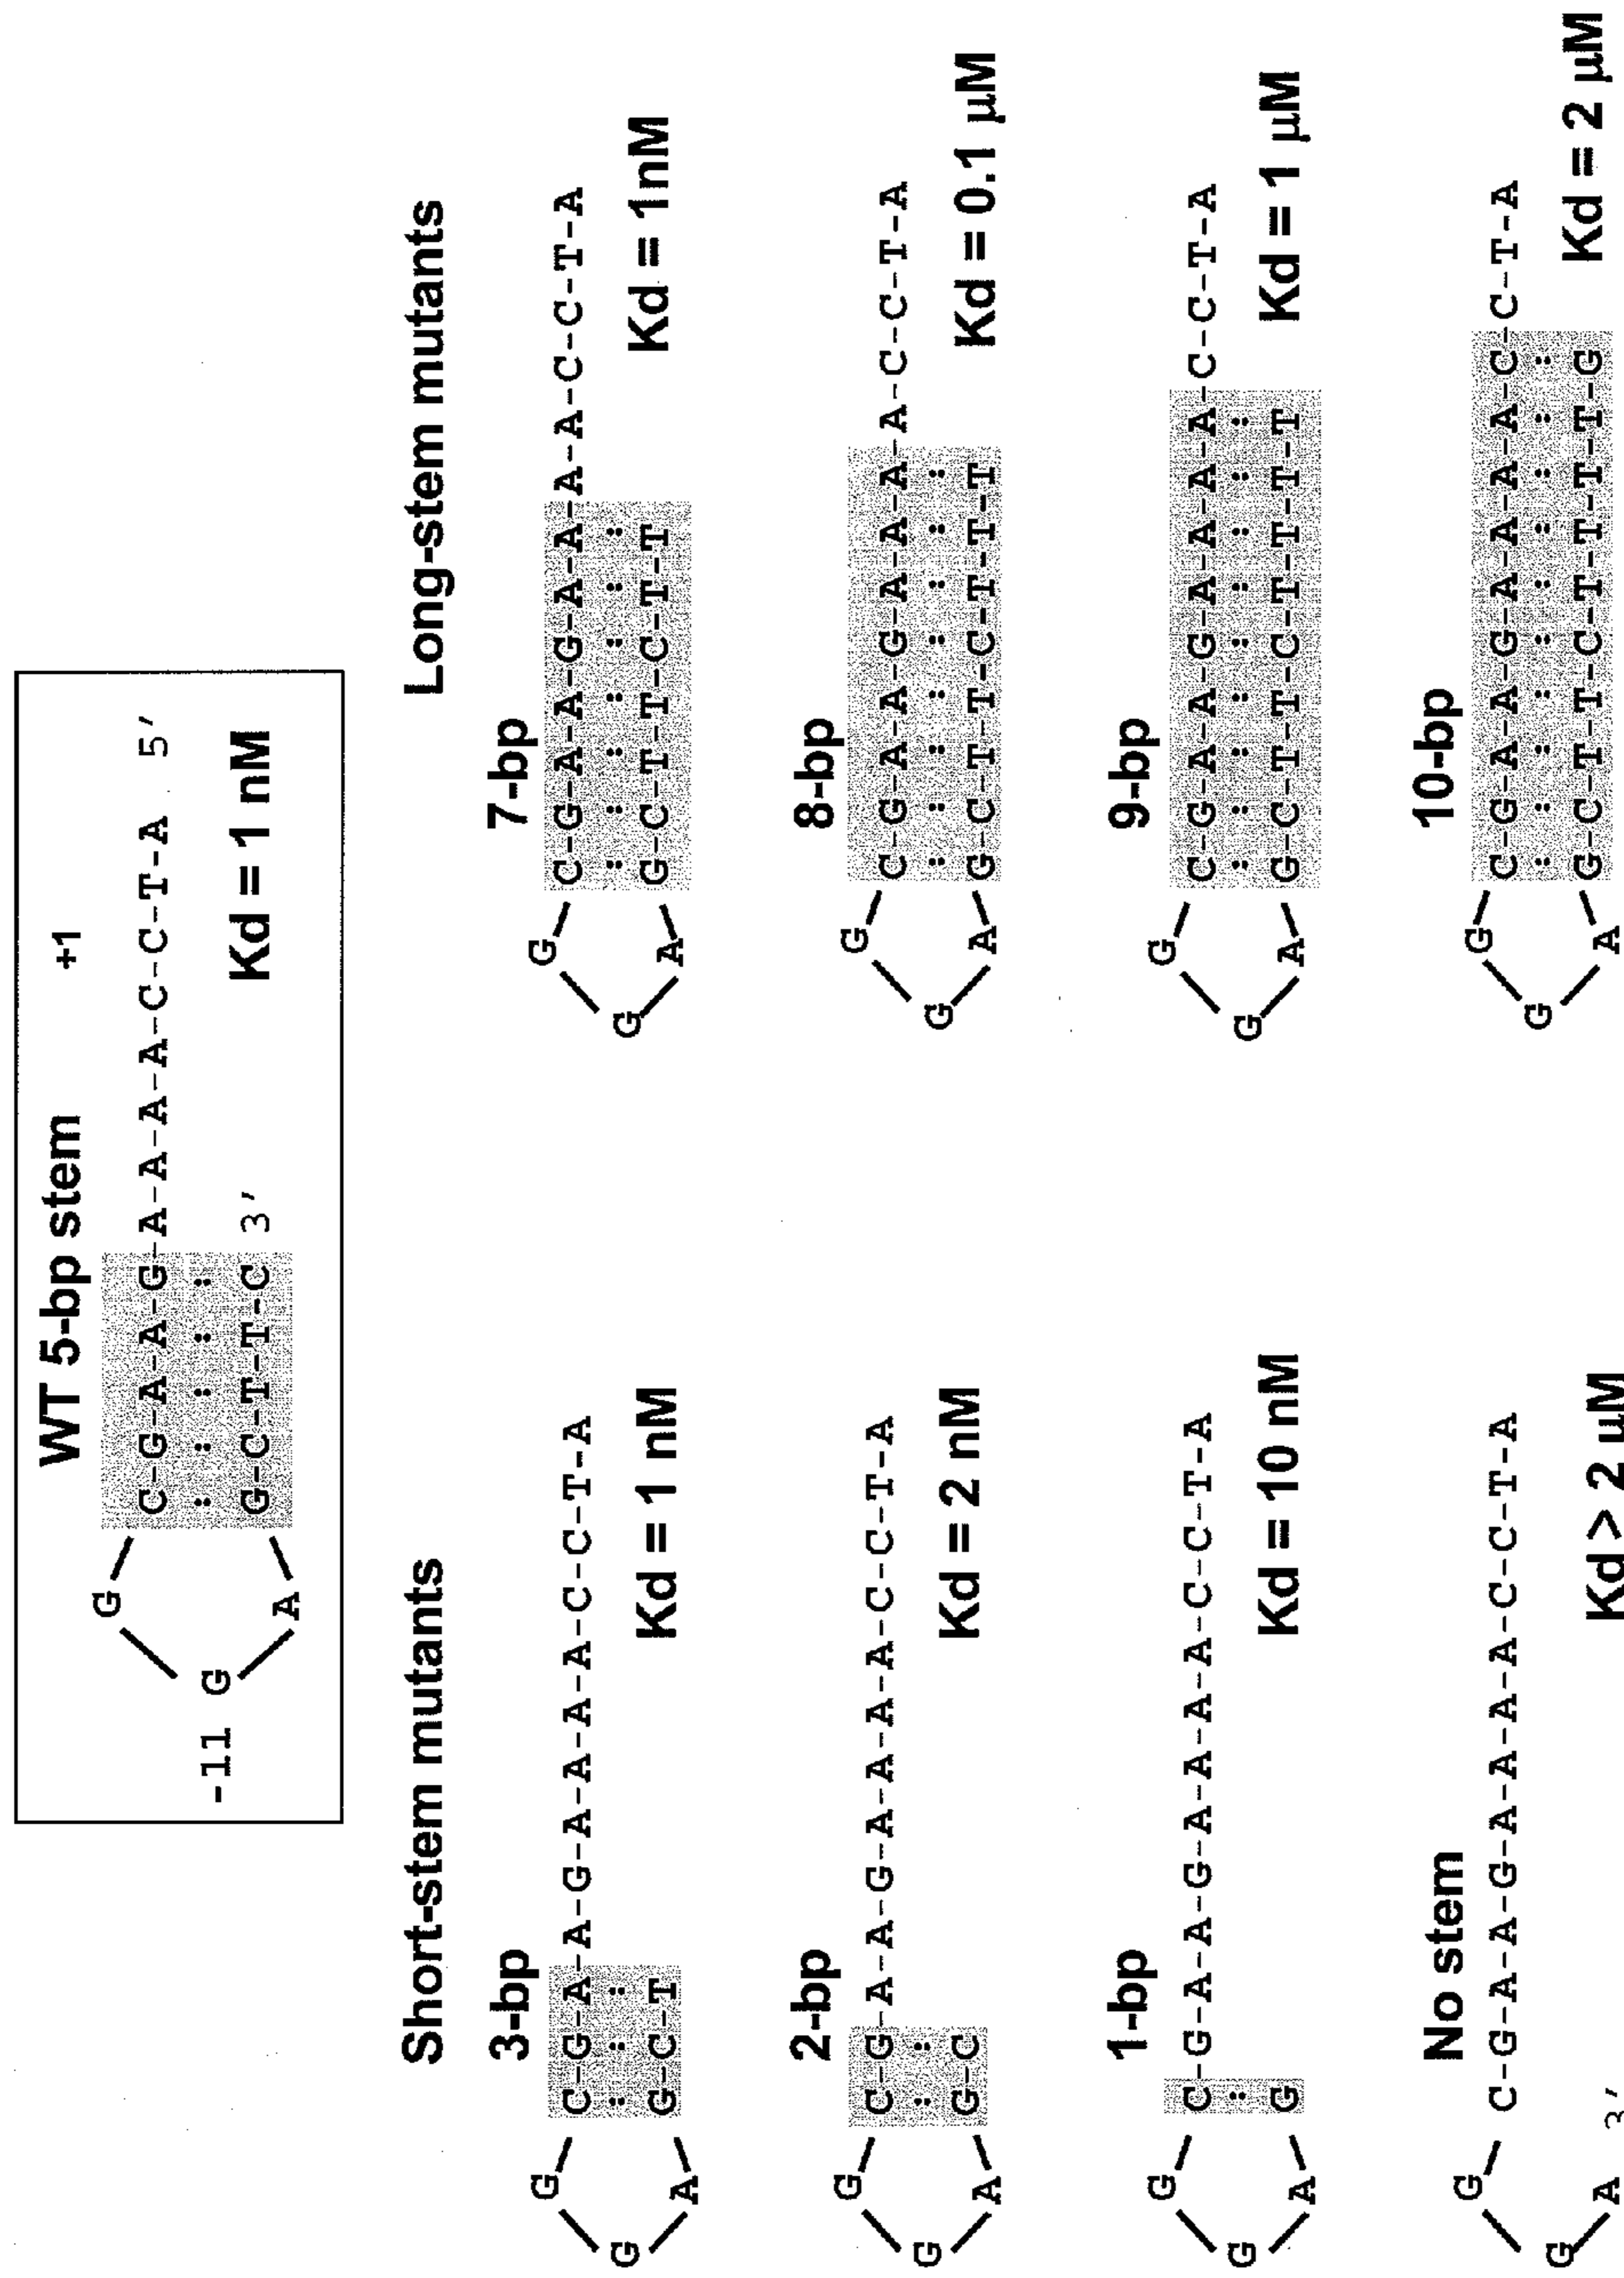 WT 5-bp stem +1
G
C-G-A-A-G-A-A-A-A-C-C-T-A 5′
-11 G
: : : : :
A
G-C-T-T-C 3′
Kd = 1 nM
Short-stem mutants
3-bp
G
C-G-A-A-G-A-A-A-A-C-C-T-A
G
: : :
A
G-C-T
Kd = 1 nM
2-bp
G
C-G-A-A-G-A-A-A-A-C-C-T-A
G
: :
A
G-C
Kd = 2 nM
1-bp
G
C-G-A-A-G-A-A-A-A-C-C-T-A
G
:
A
G
Kd = 10 nM
No stem
G
C-G-A-A-G-A-A-A-A-C-C-T-A
G
A 3′
Kd > 2 µM
Long-stem mutants
7-bp
G
C-G-A-A-G-A-A-A-A-C-C-T-A
G
: : : : : : :
A
G-C-T-T-C-T-T
Kd = 1nM
8-bp
G
C-G-A-A-G-A-A-A-A-C-C-T-A
G
: : : : : : : :
A
G-C-T-T-C-T-T-T
Kd = 0.1 µM
9-bp
G
C-G-A-A-G-A-A-A-A-C-C-T-A
G
: : : : : : : : :
A
G-C-T-T-C-T-T-T-T
Kd = 1 µM
10-bp
G
C-G-A-A-G-A-A-A-A-C-C-T-A
G
: : : : : : : : : :
A
G-C-T-T-C-T-T-T-T-G
Kd = 2 µM